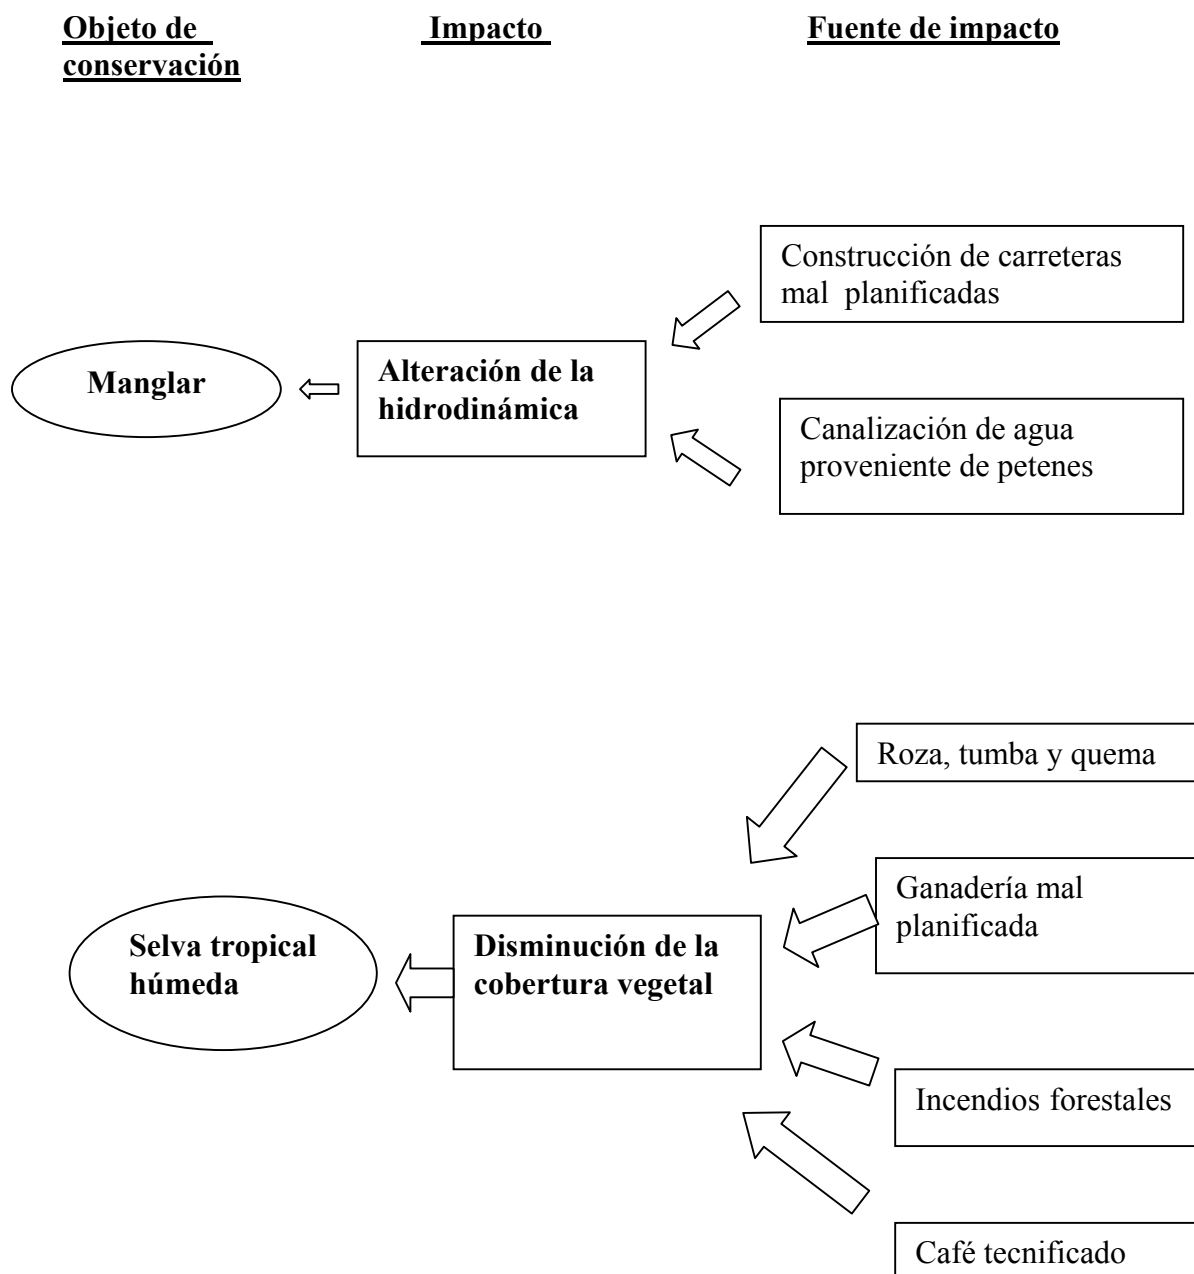 Objeto de
conservación
Impacto
Fuente de impacto
Construcción de carreteras
mal planificadas
Manglar
Alteración de la
hidrodinámica
Canalización de agua
proveniente de petenes
Roza, tumba y quema
Ganadería mal
planificada
Selva tropical
húmeda
Disminución de la
cobertura vegetal
Incendios forestales
Café tecnificado